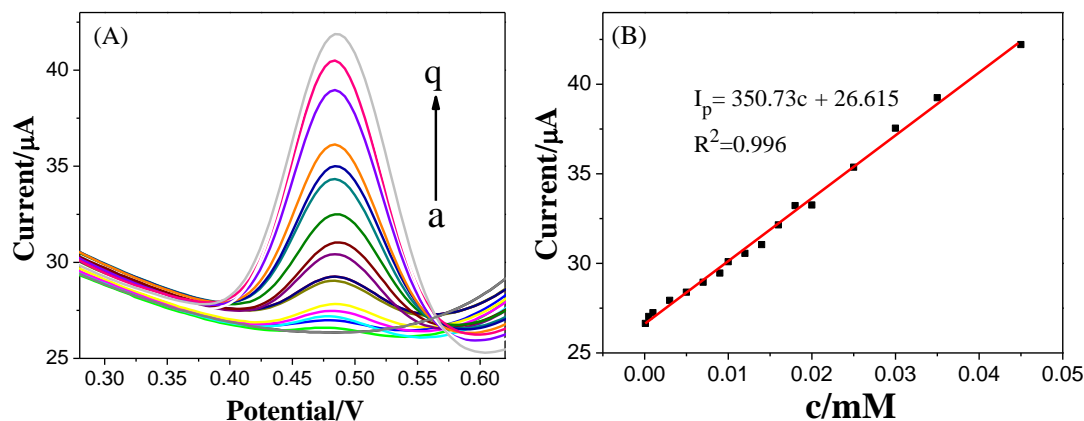 (A)
q
a
Current/μA
40
35
30
25
0.30 0.35 0.40 0.45 0.50 0.55 0.60
Potential/V
(B)
I_p= 350.73c + 26.615
R²=0.996
Current/μA
40
35
30
25
0.00 0.01 0.02 0.03 0.04 0.05
c/mM